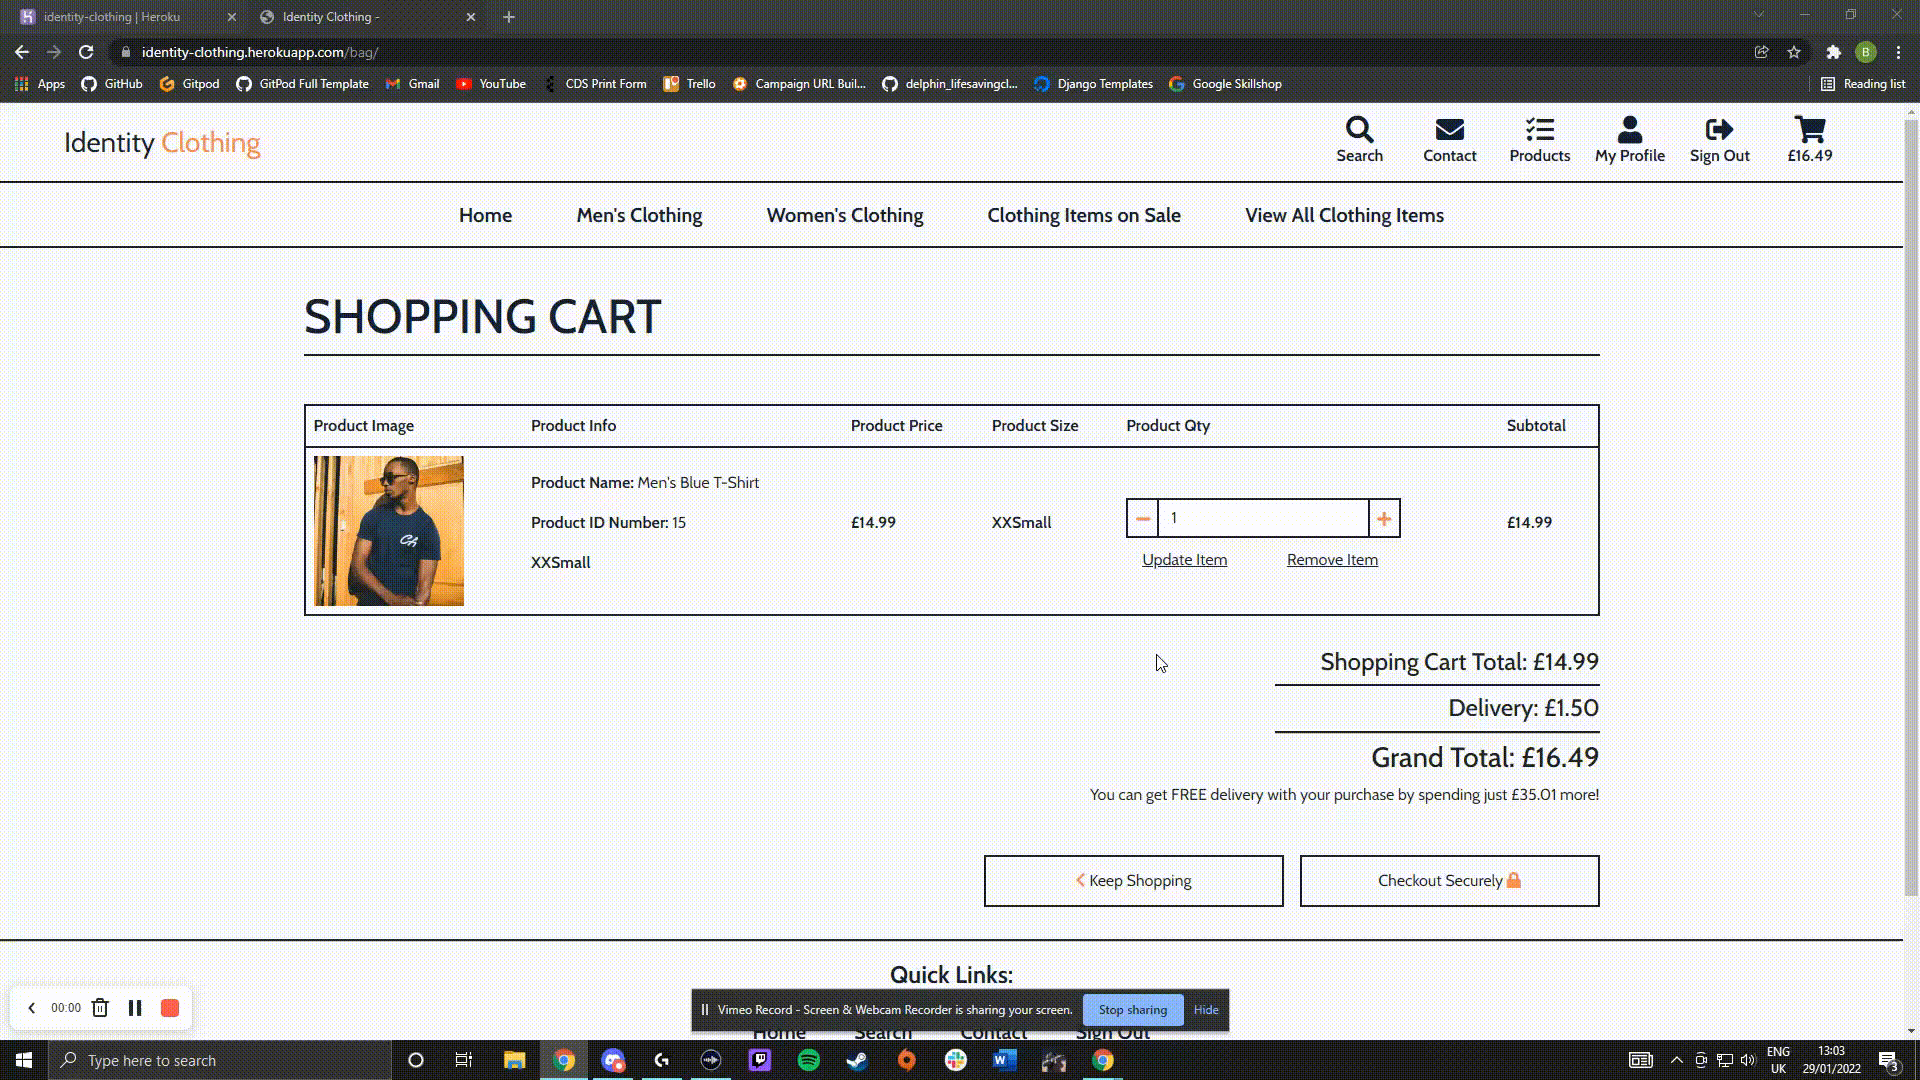 identity-clothing | Heroku
Identity Clothing -
identity-clothing.herokuapp.com/bag/
B
Apps GitHub Gitpod GitPod Full Template Gmail YouTube CDS Print Form Trello Campaign URL Buil... delphin_lifesavingcl... Django Templates Google Skillshop Reading list
Identity Clothing
Search Contact Products My Profile Sign Out £16.49
Home Men's Clothing Women's Clothing Clothing Items on Sale View All Clothing Items
SHOPPING CART
Product Image Product Info Product Price Product Size Product Qty Subtotal
Product Name: Men's Blue T-Shirt
Product ID Number: 15 £14.99 XXSmall 1 £14.99
XXSmall
Update Item Remove Item
Shopping Cart Total: £14.99
Delivery: £1.50
Grand Total: £16.49
You can get FREE delivery with your purchase by spending just £35.01 more!
Keep Shopping Checkout Securely
Quick Links:
00:00
Vimeo Record - Screen & Webcam Recorder is sharing your screen. Stop sharing Hide
Home Search Contact Sign Out
Type here to search
ENG
UK
13:03
29/01/2022
3